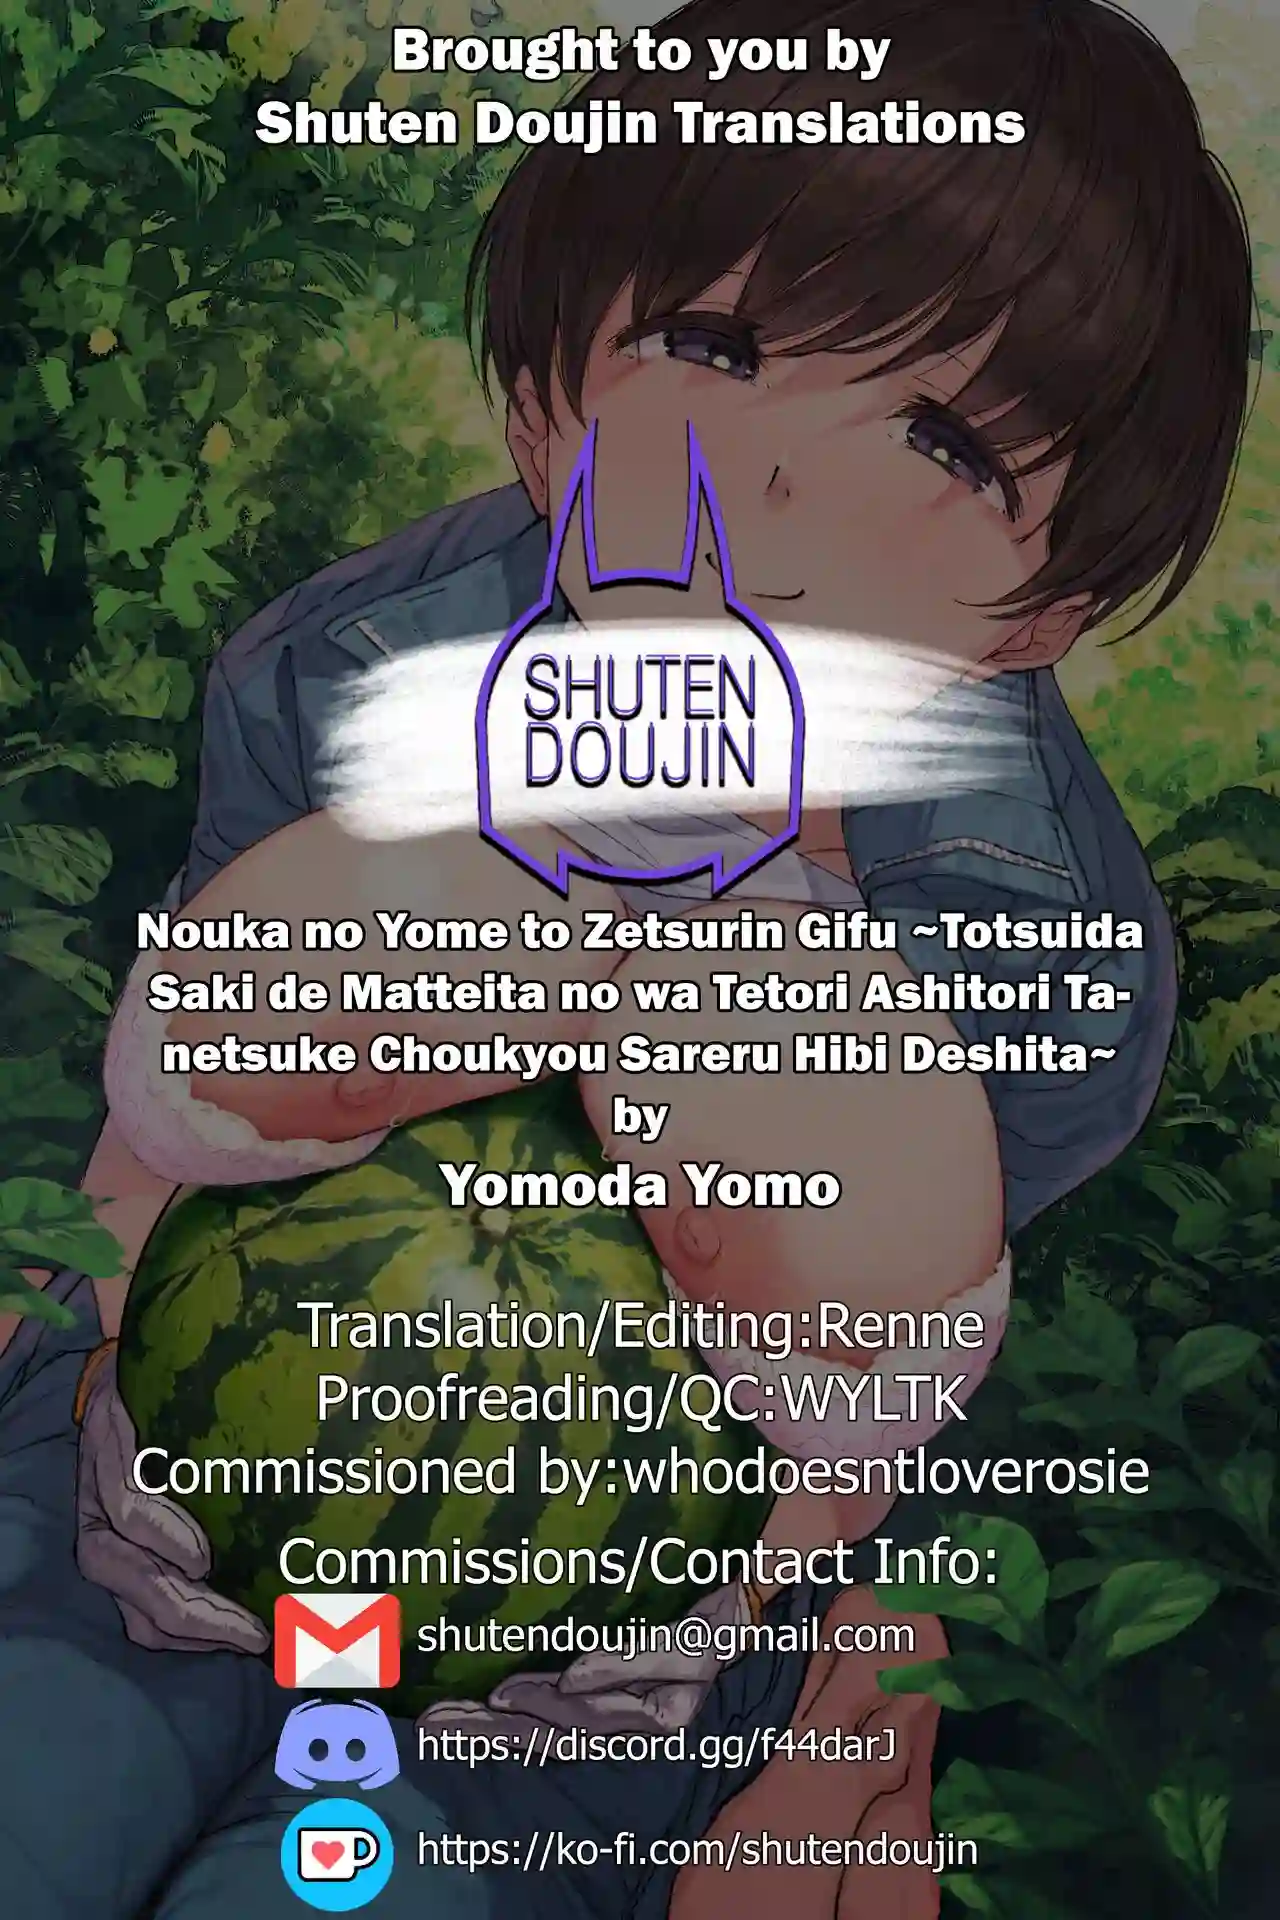 Brought to you by
Shuten Doujin Translations
SHUTEN
DOUJIN
Nouka no Yome to Zetsurin Gifu ~Totsuida
Saki de Matteita no wa Tetori Ashitori Ta-
netsuke Choukyou Sareru Hibi Deshita~
by
Yomoda Yomo
Translation/Editing:Renne
Proofreading/QC:WYLTK
Commissioned by:whodoesntloverosie
Commissions/Contact Info:
shutendoujin@gmail.com
https://discord.gg/f44darJ
https://ko-fi.com/shutendoujin